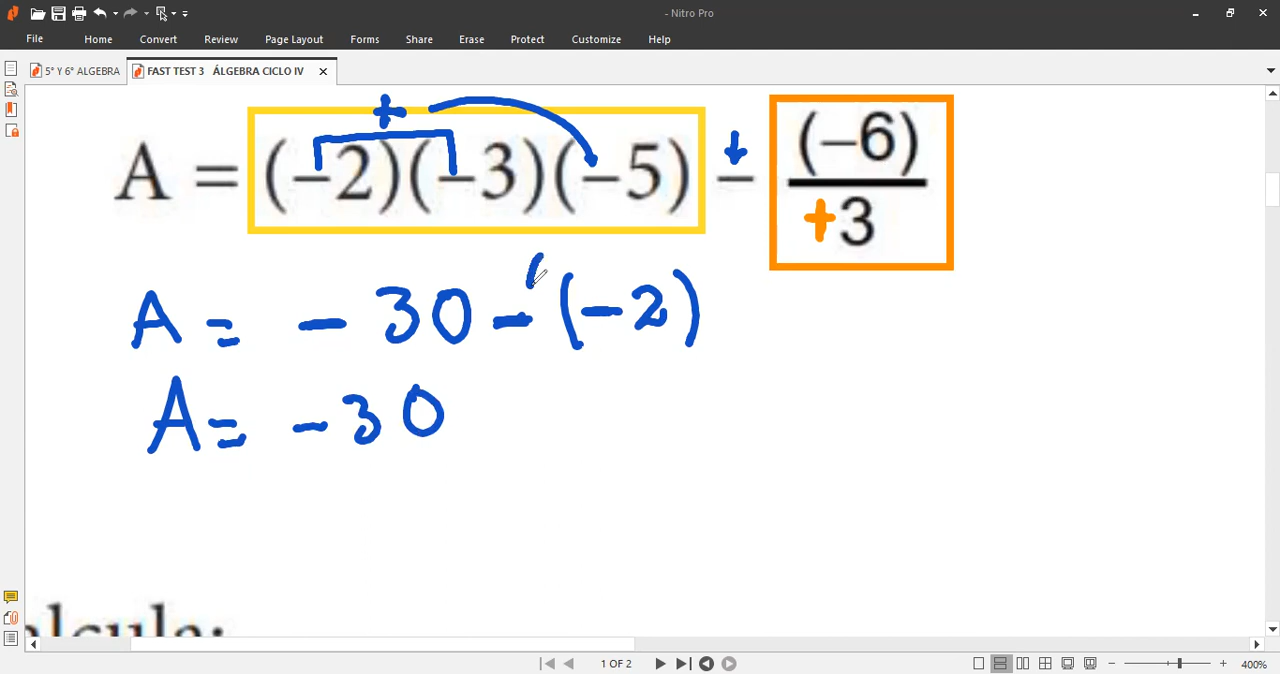 - Nitro Pro
File Home Convert Review Page Layout Forms Share Erase Protect Customize Help
5° Y 6° ALGEBRA FAST TEST 3 ÁLGEBRA CICLO IV
+
A = (−2)(−3)(−5) − (−6)
+3
A = - 30 - (-2)
A = - 30
alcula:
1 OF 2
400%